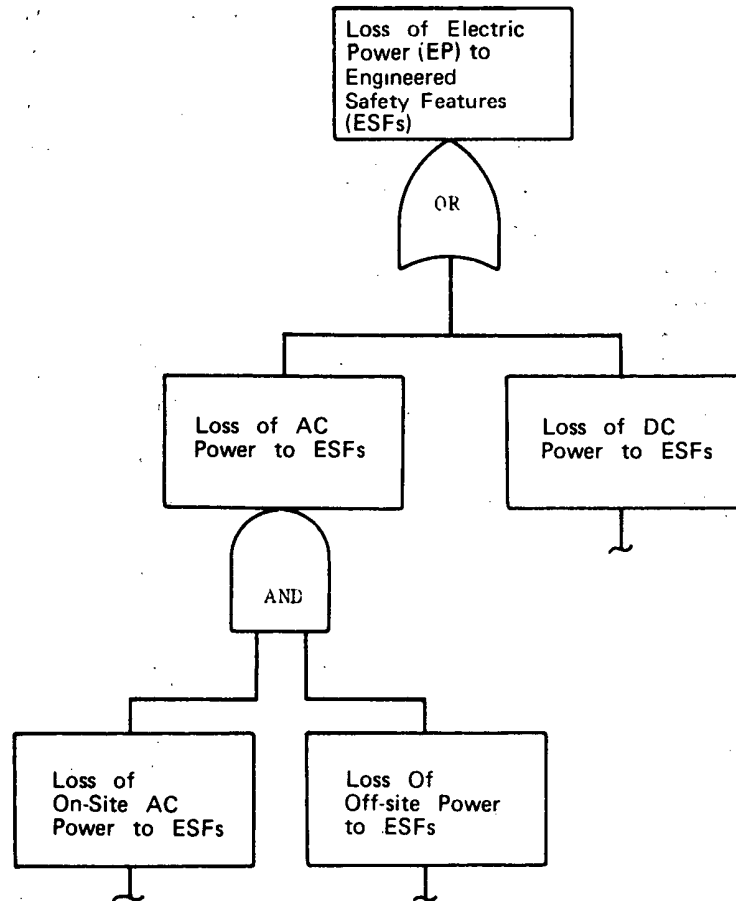 Loss of Electric
Power (EP) to
Engineered
Safety Features
(ESFs)
OR
Loss of AC
Power to ESFs
Loss of DC
Power to ESFs
AND
Loss of
On-Site AC
Power to ESFs
Loss Of
Off-site Power
to ESFs